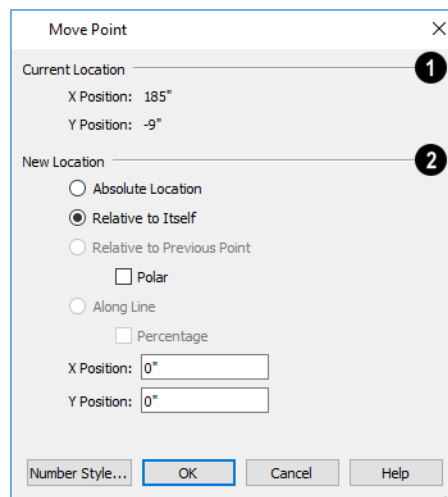 Move Point
Current Location 1
X Position: 185"
Y Position: -9"
New Location 2
Absolute Location
Relative to Itself
Relative to Previous Point
Polar
Along Line
Percentage
X Position: 0"
Y Position: 0"
Number Style... OK Cancel Help